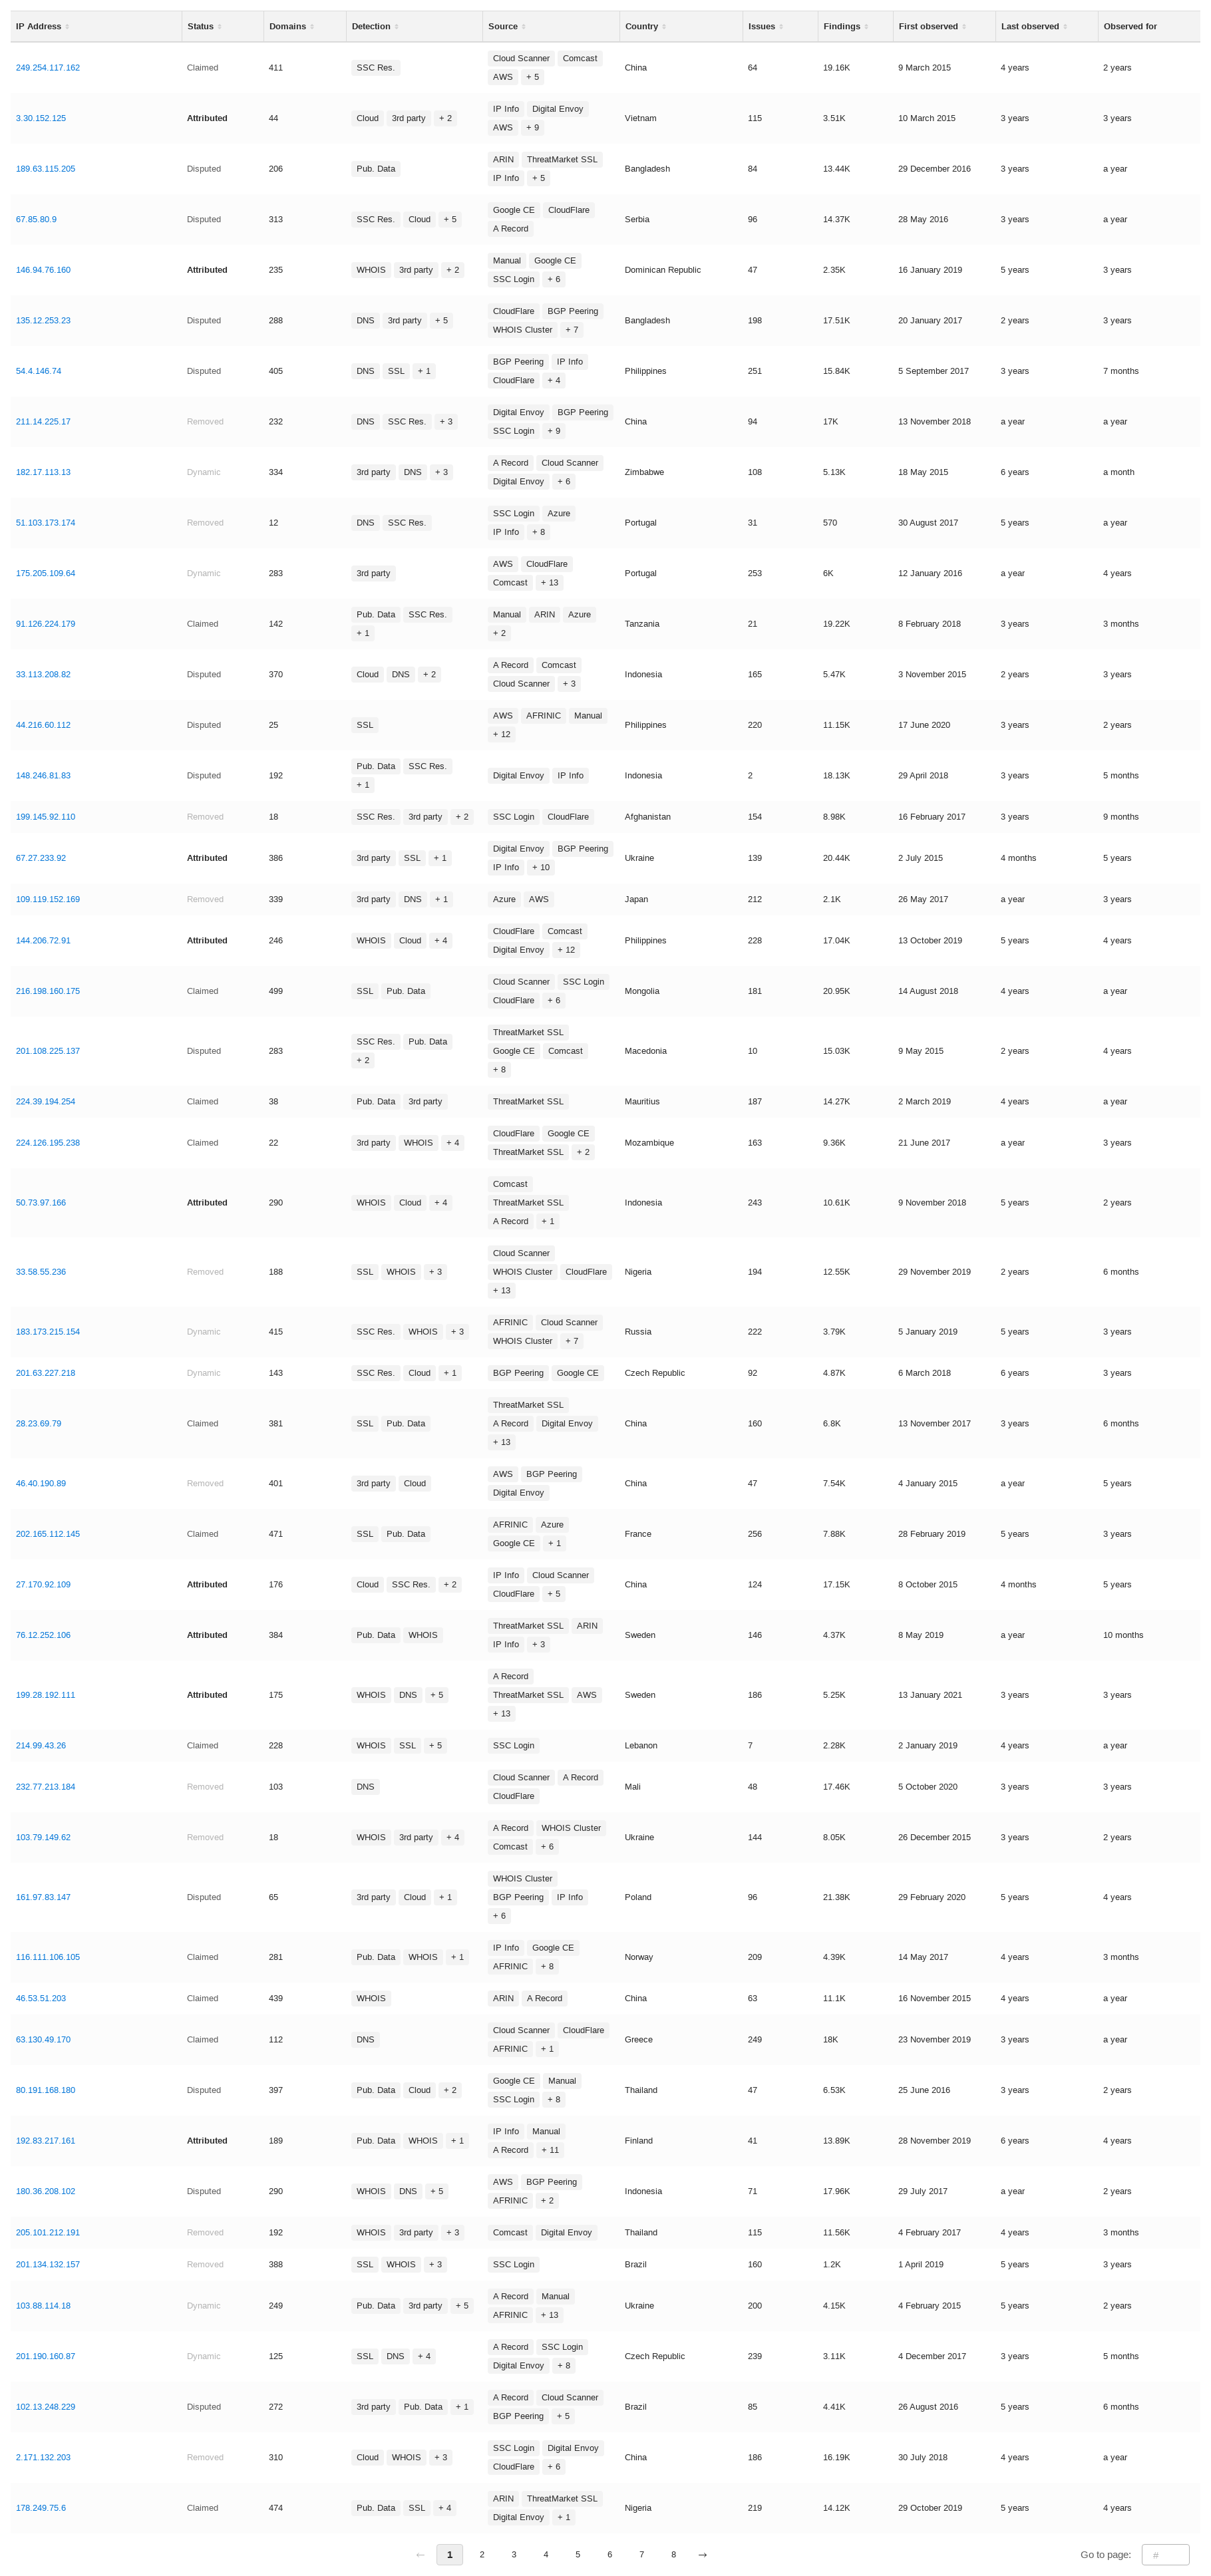 IP Address Status Domains Detection Source Country Issues Findings First observed Last observed Observed for
249.254.117.162 Claimed 411 SSC Res. Cloud Scanner Comcast AWS + 5 China 64 19.16K 9 March 2015 4 years 2 years
3.30.152.125 Attributed 44 Cloud 3rd party + 2 IP Info Digital Envoy AWS + 9 Vietnam 115 3.51K 10 March 2015 3 years 3 years
189.63.115.205 Disputed 206 Pub. Data ARIN ThreatMarket SSL IP Info + 5 Bangladesh 84 13.44K 29 December 2016 3 years a year
67.85.80.9 Disputed 313 SSC Res. Cloud + 5 Google CE CloudFlare A Record Serbia 96 14.37K 28 May 2016 3 years a year
146.94.76.160 Attributed 235 WHOIS 3rd party + 2 Manual Google CE SSC Login + 6 Dominican Republic 47 2.35K 16 January 2019 5 years 3 years
135.12.253.23 Disputed 288 DNS 3rd party + 5 CloudFlare BGP Peering WHOIS Cluster + 7 Bangladesh 198 17.51K 20 January 2017 2 years 3 years
54.4.146.74 Disputed 405 DNS SSL + 1 BGP Peering IP Info CloudFlare + 4 Philippines 251 15.84K 5 September 2017 3 years 7 months
211.14.225.17 Removed 232 DNS SSC Res. + 3 Digital Envoy BGP Peering SSC Login + 9 China 94 17K 13 November 2018 a year a year
182.17.113.13 Dynamic 334 3rd party DNS + 3 A Record Cloud Scanner Digital Envoy + 6 Zimbabwe 108 5.13K 18 May 2015 6 years a month
51.103.173.174 Removed 12 DNS SSC Res. SSC Login Azure IP Info + 8 Portugal 31 570 30 August 2017 5 years a year
175.205.109.64 Dynamic 283 3rd party AWS CloudFlare Comcast + 13 Portugal 253 6K 12 January 2016 a year 4 years
91.126.224.179 Claimed 142 Pub. Data SSC Res. + 1 Manual ARIN Azure + 2 Tanzania 21 19.22K 8 February 2018 3 years 3 months
33.113.208.82 Disputed 370 Cloud DNS + 2 A Record Comcast Cloud Scanner + 3 Indonesia 165 5.47K 3 November 2015 2 years 3 years
44.216.60.112 Disputed 25 SSL AWS AFRINIC Manual + 12 Philippines 220 11.15K 17 June 2020 3 years 2 years
148.246.81.83 Disputed 192 Pub. Data SSC Res. + 1 Digital Envoy IP Info Indonesia 2 18.13K 29 April 2018 3 years 5 months
199.145.92.110 Removed 18 SSC Res. 3rd party + 2 SSC Login CloudFlare Afghanistan 154 8.98K 16 February 2017 3 years 9 months
67.27.233.92 Attributed 386 3rd party SSL + 1 Digital Envoy BGP Peering IP Info + 10 Ukraine 139 20.44K 2 July 2015 4 months 5 years
109.119.152.169 Removed 339 3rd party DNS + 1 Azure AWS Japan 212 2.1K 26 May 2017 a year 3 years
144.206.72.91 Attributed 246 WHOIS Cloud + 4 CloudFlare Comcast Digital Envoy + 12 Philippines 228 17.04K 13 October 2019 5 years 4 years
216.198.160.175 Claimed 499 SSL Pub. Data Cloud Scanner SSC Login CloudFlare + 6 Mongolia 181 20.95K 14 August 2018 4 years a year
201.108.225.137 Disputed 283 SSC Res. Pub. Data + 2 ThreatMarket SSL Google CE Comcast + 8 Macedonia 10 15.03K 9 May 2015 2 years 4 years
224.39.194.254 Claimed 38 Pub. Data 3rd party ThreatMarket SSL Mauritius 187 14.27K 2 March 2019 4 years a year
224.126.195.238 Claimed 22 3rd party WHOIS + 4 CloudFlare Google CE ThreatMarket SSL + 2 Mozambique 163 9.36K 21 June 2017 a year 3 years
50.73.97.166 Attributed 290 WHOIS Cloud + 4 Comcast ThreatMarket SSL A Record + 1 Indonesia 243 10.61K 9 November 2018 5 years 2 years
33.58.55.236 Removed 188 SSL WHOIS + 3 Cloud Scanner WHOIS Cluster CloudFlare + 13 Nigeria 194 12.55K 29 November 2019 2 years 6 months
183.173.215.154 Dynamic 415 SSC Res. WHOIS + 3 AFRINIC Cloud Scanner WHOIS Cluster + 7 Russia 222 3.79K 5 January 2019 5 years 3 years
201.63.227.218 Dynamic 143 SSC Res. Cloud + 1 BGP Peering Google CE Czech Republic 92 4.87K 6 March 2018 6 years 3 years
28.23.69.79 Claimed 381 SSL Pub. Data ThreatMarket SSL A Record Digital Envoy + 13 China 160 6.8K 13 November 2017 3 years 6 months
46.40.190.89 Removed 401 3rd party Cloud AWS BGP Peering Digital Envoy China 47 7.54K 4 January 2015 a year 5 years
202.165.112.145 Claimed 471 SSL Pub. Data AFRINIC Azure Google CE + 1 France 256 7.88K 28 February 2019 5 years 3 years
27.170.92.109 Attributed 176 Cloud SSC Res. + 2 IP Info Cloud Scanner CloudFlare + 5 China 124 17.15K 8 October 2015 4 months 5 years
76.12.252.106 Attributed 384 Pub. Data WHOIS ThreatMarket SSL ARIN IP Info + 3 Sweden 146 4.37K 8 May 2019 a year 10 months
199.28.192.111 Attributed 175 WHOIS DNS + 5 A Record ThreatMarket SSL AWS + 13 Sweden 186 5.25K 13 January 2021 3 years 3 years
214.99.43.26 Claimed 228 WHOIS SSL + 5 SSC Login Lebanon 7 2.28K 2 January 2019 4 years a year
232.77.213.184 Removed 103 DNS Cloud Scanner A Record CloudFlare Mali 48 17.46K 5 October 2020 3 years 3 years
103.79.149.62 Removed 18 WHOIS 3rd party + 4 A Record WHOIS Cluster Comcast + 6 Ukraine 144 8.05K 26 December 2015 3 years 2 years
161.97.83.147 Disputed 65 3rd party Cloud + 1 WHOIS Cluster BGP Peering IP Info + 6 Poland 96 21.38K 29 February 2020 5 years 4 years
116.111.106.105 Claimed 281 Pub. Data WHOIS + 1 IP Info Google CE AFRINIC + 8 Norway 209 4.39K 14 May 2017 4 years 3 months
46.53.51.203 Claimed 439 WHOIS ARIN A Record China 63 11.1K 16 November 2015 4 years a year
63.130.49.170 Claimed 112 DNS Cloud Scanner CloudFlare AFRINIC + 1 Greece 249 18K 23 November 2019 3 years a year
80.191.168.180 Disputed 397 Pub. Data Cloud + 2 Google CE Manual SSC Login + 8 Thailand 47 6.53K 25 June 2016 3 years 2 years
192.83.217.161 Attributed 189 Pub. Data WHOIS + 1 IP Info Manual A Record + 11 Finland 41 13.89K 28 November 2019 6 years 4 years
180.36.208.102 Disputed 290 WHOIS DNS + 5 AWS BGP Peering AFRINIC + 2 Indonesia 71 17.96K 29 July 2017 a year 2 years
205.101.212.191 Removed 192 WHOIS 3rd party + 3 Comcast Digital Envoy Thailand 115 11.56K 4 February 2017 4 years 3 months
201.134.132.157 Removed 388 SSL WHOIS + 3 SSC Login Brazil 160 1.2K 1 April 2019 5 years 3 years
103.88.114.18 Dynamic 249 Pub. Data 3rd party + 5 A Record Manual AFRINIC + 13 Ukraine 200 4.15K 4 February 2015 5 years 2 years
201.190.160.87 Dynamic 125 SSL DNS + 4 A Record SSC Login Digital Envoy + 8 Czech Republic 239 3.11K 4 December 2017 3 years 5 months
102.13.248.229 Disputed 272 3rd party Pub. Data + 1 A Record Cloud Scanner BGP Peering + 5 Brazil 85 4.41K 26 August 2016 5 years 6 months
2.171.132.203 Removed 310 Cloud WHOIS + 3 SSC Login Digital Envoy CloudFlare + 6 China 186 16.19K 30 July 2018 4 years a year
178.249.75.6 Claimed 474 Pub. Data SSL + 4 ARIN ThreatMarket SSL Digital Envoy + 1 Nigeria 219 14.12K 29 October 2019 5 years 4 years
← 1 2 3 4 5 6 7 8 → Go to page: #